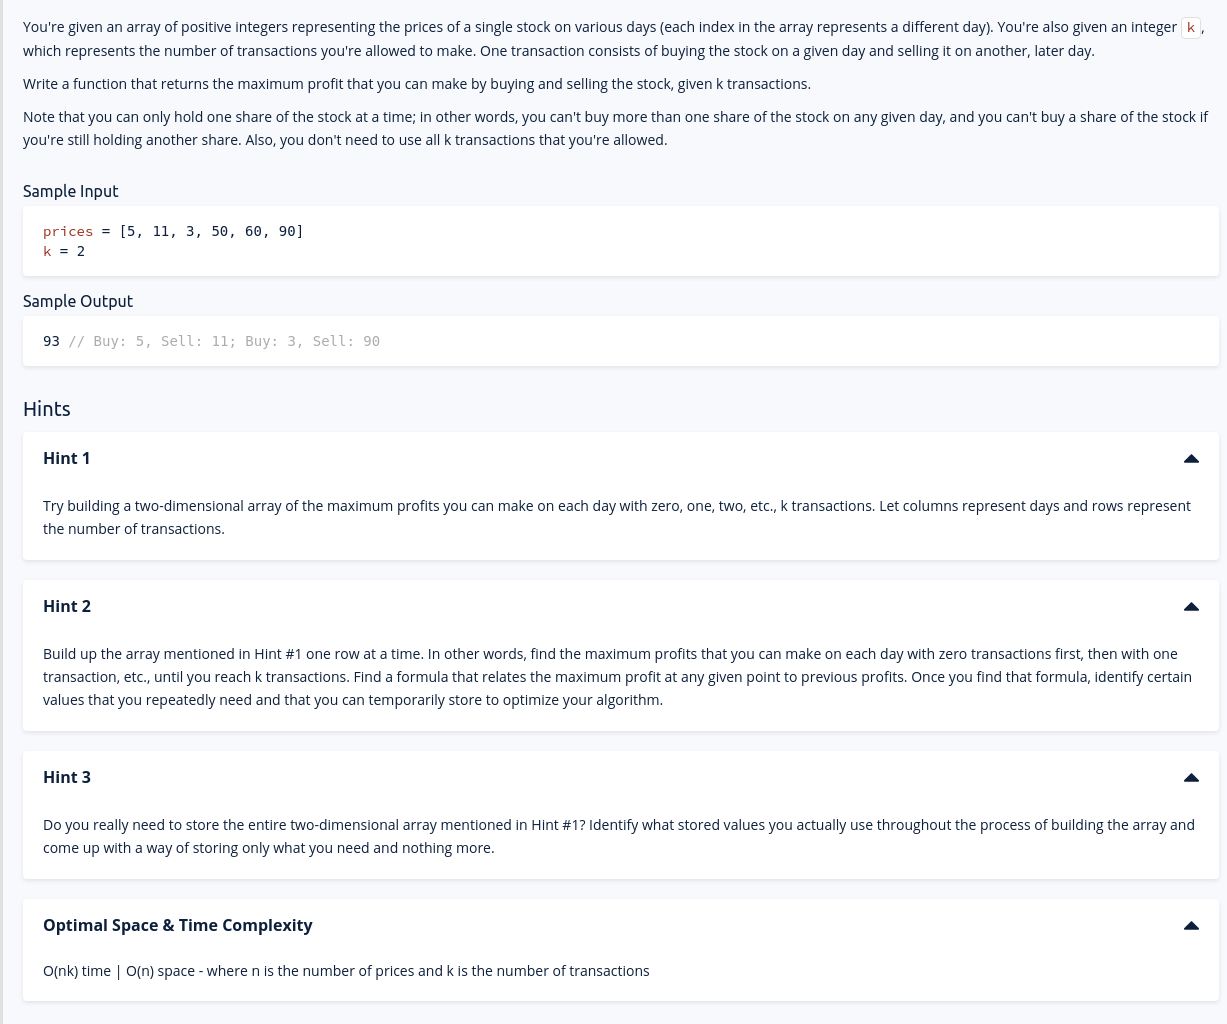 You're given an array of positive integers representing the prices of a single stock on various days (each index in the array represents a different day). You're also given an integer k,
which represents the number of transactions you're allowed to make. One transaction consists of buying the stock on a given day and selling it on another, later day.
Write a function that returns the maximum profit that you can make by buying and selling the stock, given k transactions.
Note that you can only hold one share of the stock at a time; in other words, you can't buy more than one share of the stock on any given day, and you can't buy a share of the stock if
you're still holding another share. Also, you don't need to use all k transactions that you're allowed.
Sample Input
prices = [5, 11, 3, 50, 60, 90]
k = 2
Sample Output
93 // Buy: 5, Sell: 11; Buy: 3, Sell: 90
Hints
Hint 1
Try building a two-dimensional array of the maximum profits you can make on each day with zero, one, two, etc., k transactions. Let columns represent days and rows represent
the number of transactions.
Hint 2
Build up the array mentioned in Hint #1 one row at a time. In other words, find the maximum profits that you can make on each day with zero transactions first, then with one
transaction, etc., until you reach k transactions. Find a formula that relates the maximum profit at any given point to previous profits. Once you find that formula, identify certain
values that you repeatedly need and that you can temporarily store to optimize your algorithm.
Hint 3
Do you really need to store the entire two-dimensional array mentioned in Hint #1? Identify what stored values you actually use throughout the process of building the array and
come up with a way of storing only what you need and nothing more.
Optimal Space & Time Complexity
O(nk) time | O(n) space - where n is the number of prices and k is the number of transactions